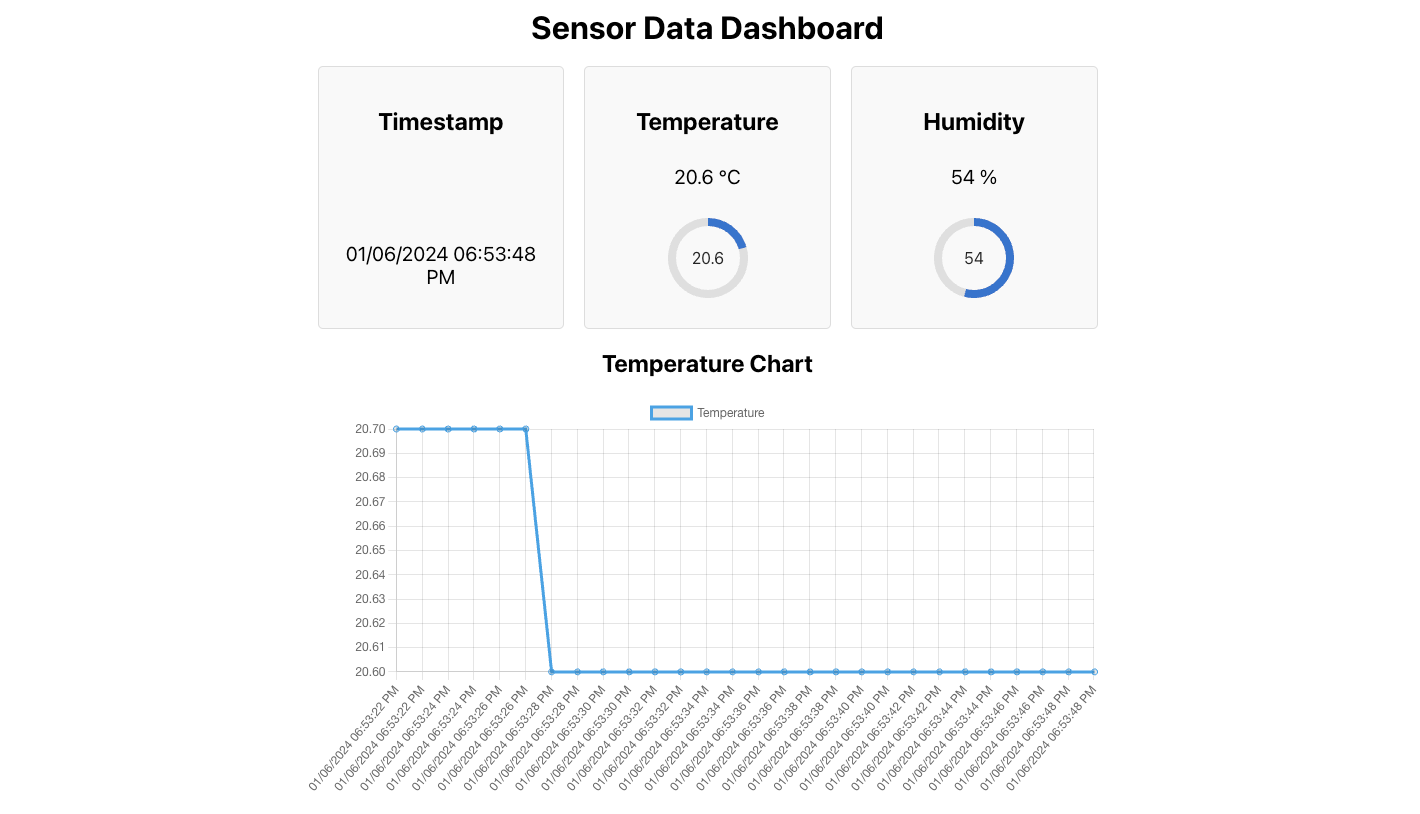 Sensor Data Dashboard
Timestamp
01/06/2024 06:53:48
PM
Temperature
20.6 °C
20.6
Humidity
54 %
54
Temperature Chart
Temperature
20.70
20.69
20.68
20.67
20.66
20.65
20.64
20.63
20.62
20.61
20.60
01/06/2024 06:53:22 PM
01/06/2024 06:53:22 PM
01/06/2024 06:53:24 PM
01/06/2024 06:53:24 PM
01/06/2024 06:53:26 PM
01/06/2024 06:53:26 PM
01/06/2024 06:53:28 PM
01/06/2024 06:53:28 PM
01/06/2024 06:53:30 PM
01/06/2024 06:53:30 PM
01/06/2024 06:53:32 PM
01/06/2024 06:53:32 PM
01/06/2024 06:53:34 PM
01/06/2024 06:53:34 PM
01/06/2024 06:53:36 PM
01/06/2024 06:53:36 PM
01/06/2024 06:53:38 PM
01/06/2024 06:53:38 PM
01/06/2024 06:53:40 PM
01/06/2024 06:53:40 PM
01/06/2024 06:53:42 PM
01/06/2024 06:53:42 PM
01/06/2024 06:53:44 PM
01/06/2024 06:53:44 PM
01/06/2024 06:53:46 PM
01/06/2024 06:53:46 PM
01/06/2024 06:53:48 PM
01/06/2024 06:53:48 PM